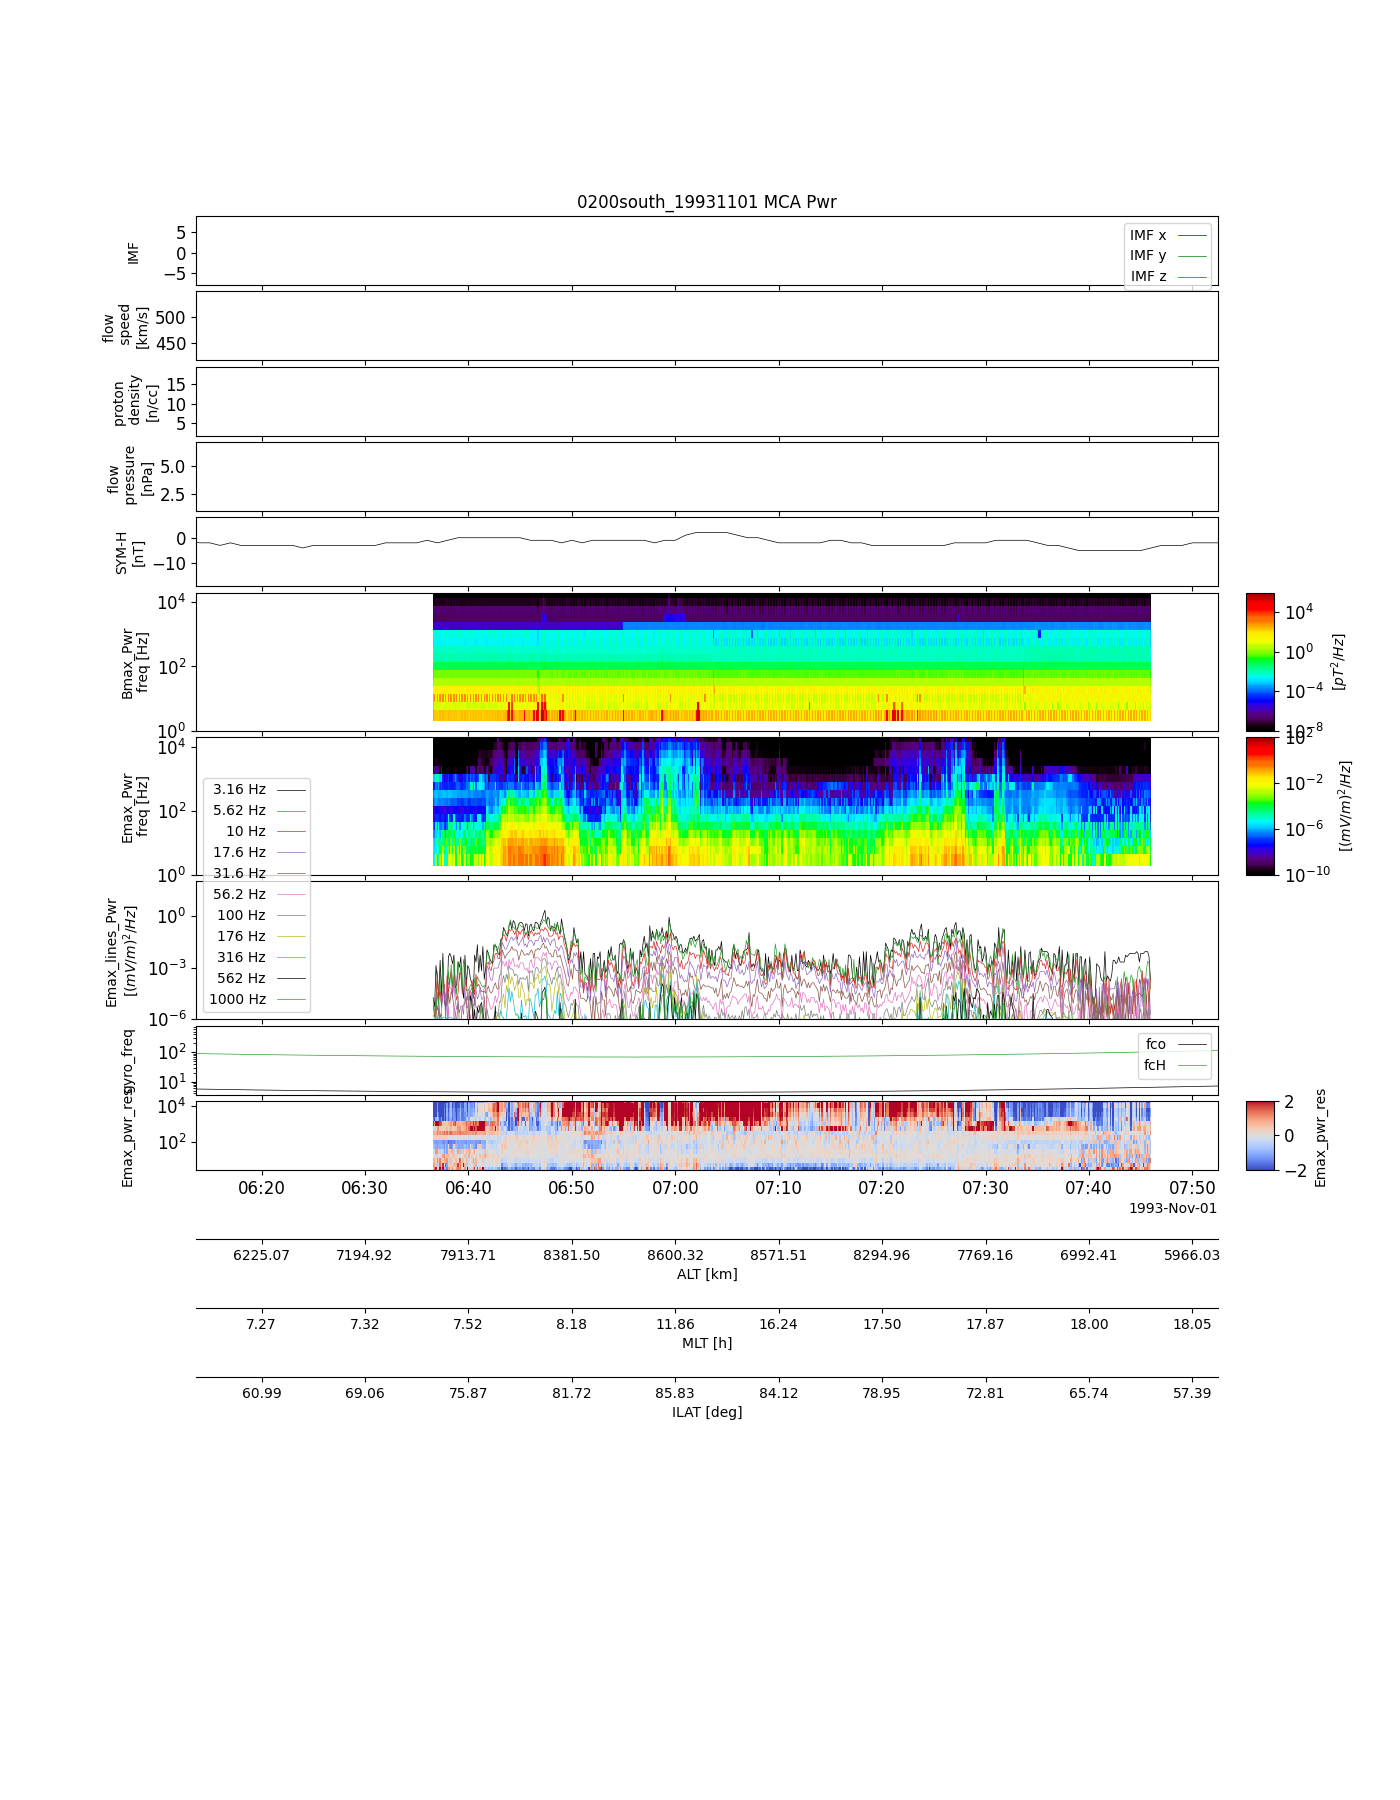 0200south_19931101 MCA Pwr
IMF
5
0
−5
IMF x
IMF y
IMF z
flow
speed
[km/s]
500
450
proton
density
[n/cc]
15
10
5
flow
pressure
[nPa]
5.0
2.5
SYM-H
[nT]
0
−10
Bmax_Pwr
freq [Hz]
10^4
10^2
10^0
10^4
10^0
10^-4
10^-8
[pT^2/Hz]
Emax_Pwr
freq [Hz]
10^4
10^2
10^0
10^2
10^-2
10^-6
10^-10
[(mV/m)^2/Hz]
3.16 Hz
5.62 Hz
10 Hz
17.6 Hz
31.6 Hz
56.2 Hz
100 Hz
176 Hz
316 Hz
562 Hz
1000 Hz
Emax_lines_Pwr
[(mV/m)^2/Hz]
10^0
10^-3
10^-6
gyro_freq
10^2
10^1
fco
fcH
Emax_pwr_res
10^4
10^2
2
0
−2
Emax_pwr_res
06:20 06:30 06:40 06:50 07:00 07:10 07:20 07:30 07:40 07:50
1993-Nov-01
6225.07 7194.92 7913.71 8381.50 8600.32 8571.51 8294.96 7769.16 6992.41 5966.03
ALT [km]
7.27 7.32 7.52 8.18 11.86 16.24 17.50 17.87 18.00 18.05
MLT [h]
60.99 69.06 75.87 81.72 85.83 84.12 78.95 72.81 65.74 57.39
ILAT [deg]